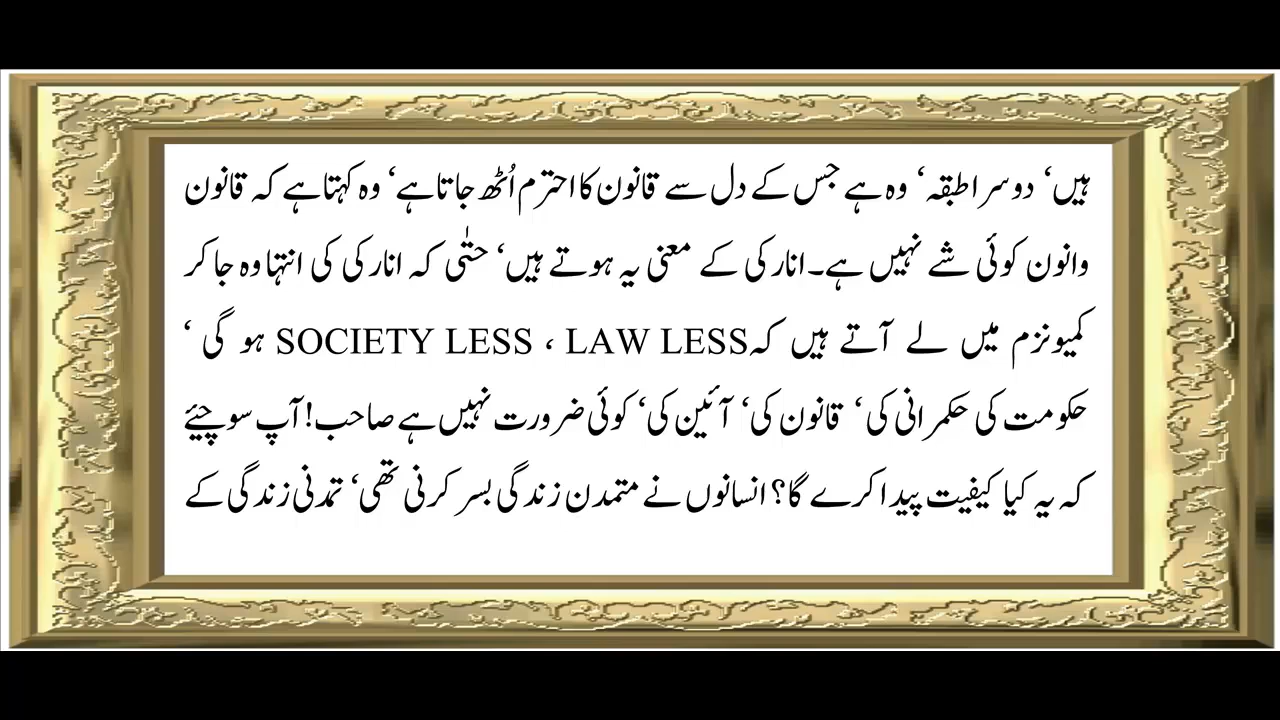 ہیں‘ دوسرا طبقہ‘ وہ ہے جس کے دل سے قانون کا احترم اُٹھ جاتا ہے‘ وہ کہتا ہے کہ قانون
وانون کوئی شے نہیں ہے۔ انارکی کے معنی یہ ہوتے ہیں‘ حتیٰ کہ انارکی کی انتہا وہ جا کر
کمیونزم میں لے آتے ہیں کہ SOCIETY LESS ، LAW LESS ہو گی ‘
حکومت کی حکمرانی کی‘ قانون کی‘ آئین کی‘ کوئی ضرورت نہیں ہے صاحب! آپ سوچیئے
کہ یہ کیا کیفیت پیدا کرے گا؟ انسانوں نے متمدن زندگی بسر کرنی تھی‘ تمدنی زندگی کے